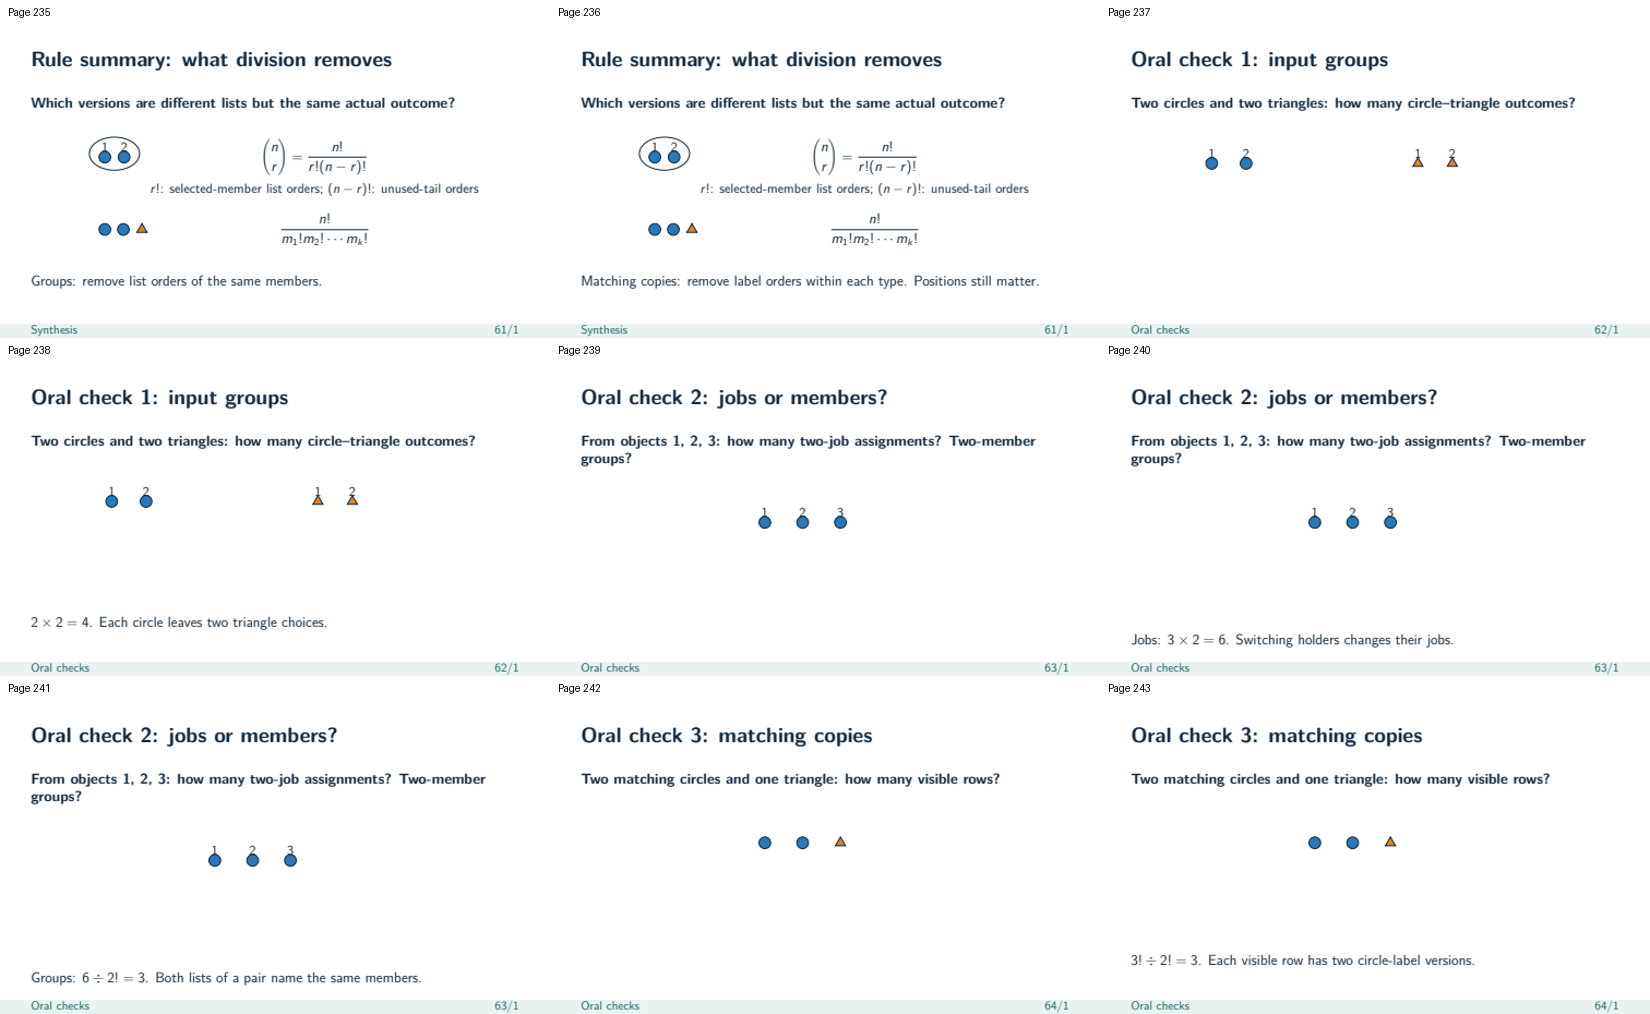 Page 235
Rule summary: what division removes
Which versions are different lists but the same actual outcome?
1 2
(n r) = n! / r!(n − r)!
r!: selected-member list orders; (n − r)!: unused-tail orders
n! / m₁!m₂! ··· mₖ!
Groups: remove list orders of the same members.
Synthesis 61/1
Page 236
Rule summary: what division removes
Which versions are different lists but the same actual outcome?
1 2
(n r) = n! / r!(n − r)!
r!: selected-member list orders; (n − r)!: unused-tail orders
n! / m₁!m₂! ··· mₖ!
Matching copies: remove label orders within each type. Positions still matter.
Synthesis 61/1
Page 237
Oral check 1: input groups
Two circles and two triangles: how many circle–triangle outcomes?
1 2 1 2
Oral checks 62/1
Page 238
Oral check 1: input groups
Two circles and two triangles: how many circle–triangle outcomes?
1 2 1 2
2 × 2 = 4. Each circle leaves two triangle choices.
Oral checks 62/1
Page 239
Oral check 2: jobs or members?
From objects 1, 2, 3: how many two-job assignments? Two-member
groups?
1 2 3
Oral checks 63/1
Page 240
Oral check 2: jobs or members?
From objects 1, 2, 3: how many two-job assignments? Two-member
groups?
1 2 3
Jobs: 3 × 2 = 6. Switching holders changes their jobs.
Oral checks 63/1
Page 241
Oral check 2: jobs or members?
From objects 1, 2, 3: how many two-job assignments? Two-member
groups?
1 2 3
Groups: 6 ÷ 2! = 3. Both lists of a pair name the same members.
Oral checks 63/1
Page 242
Oral check 3: matching copies
Two matching circles and one triangle: how many visible rows?
Oral checks 64/1
Page 243
Oral check 3: matching copies
Two matching circles and one triangle: how many visible rows?
3! ÷ 2! = 3. Each visible row has two circle-label versions.
Oral checks 64/1